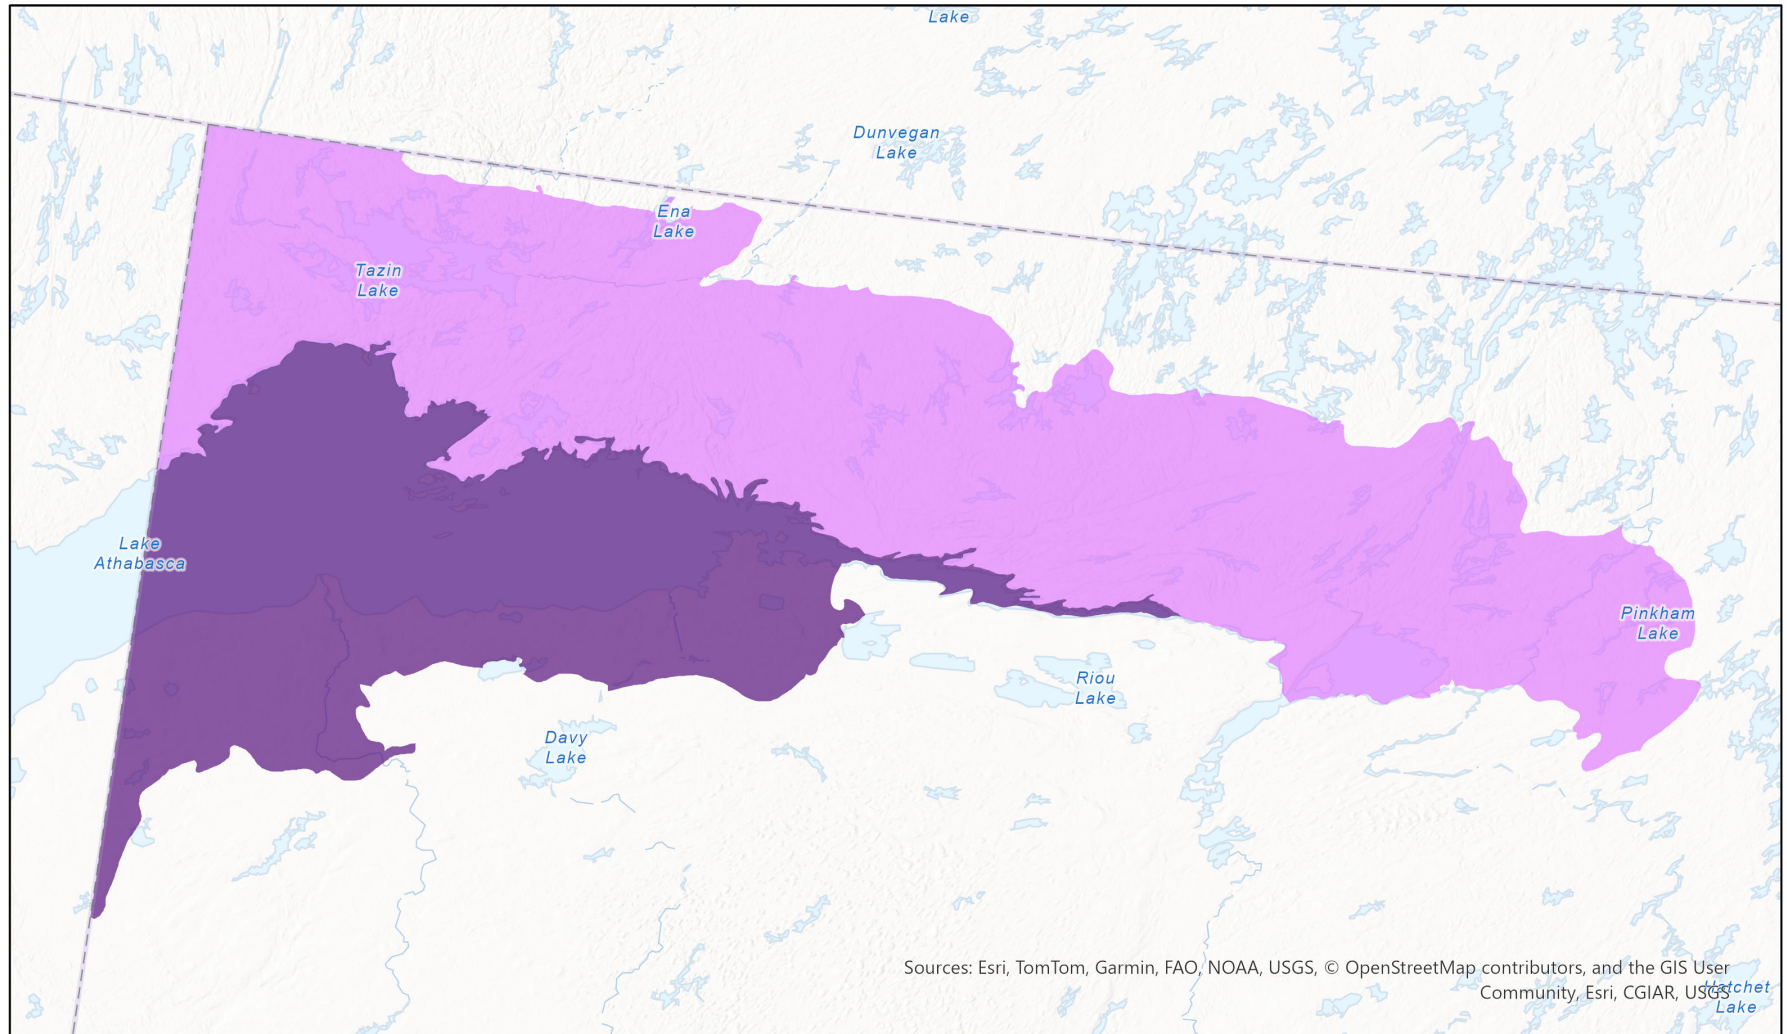 Lake
Dunvegan
Lake
Ena
Lake
Tazin
Lake
Lake
Athabasca
Pinkham
Lake
Riou
Lake
Davy
Lake
Sources: Esri, TomTom, Garmin, FAO, NOAA, USGS, © OpenStreetMap contributors, and the GIS User
Community, Esri, CGIAR, USGS
Hatchet
Lake